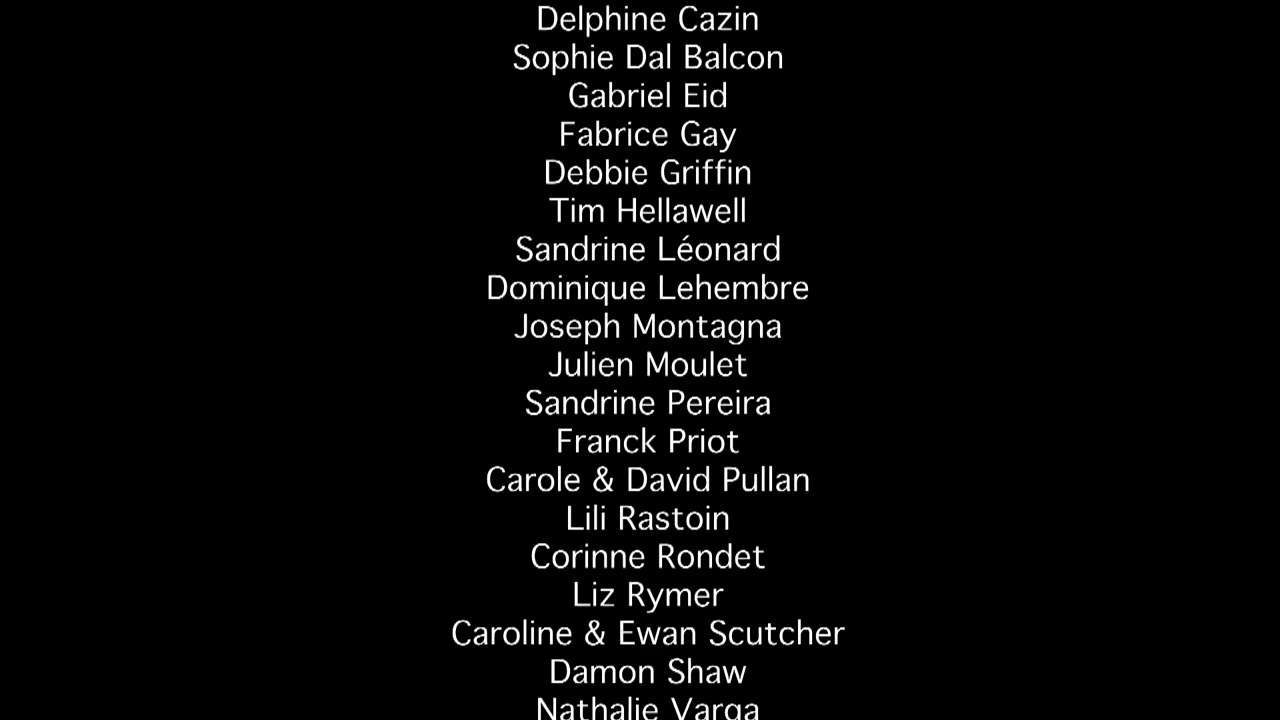 Delphine Cazin
Sophie Dal Balcon
Gabriel Eid
Fabrice Gay
Debbie Griffin
Tim Hellawell
Sandrine Léonard
Dominique Lehembre
Joseph Montagna
Julien Moulet
Sandrine Pereira
Franck Priot
Carole & David Pullan
Lili Rastoin
Corinne Rondet
Liz Rymer
Caroline & Ewan Scutcher
Damon Shaw
Nathalie Varga